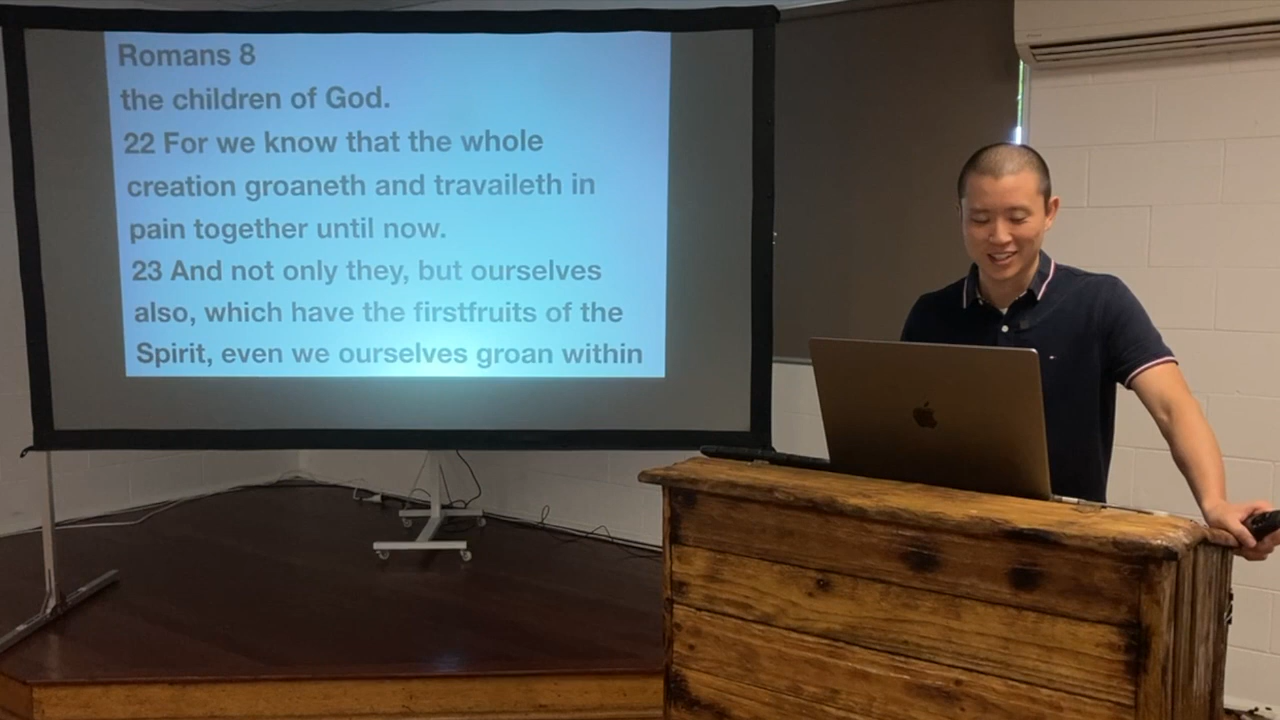 Romans 8
the children of God.
22 For we know that the whole
creation groaneth and travaileth in
pain together until now.
23 And not only they, but ourselves
also, which have the firstfruits of the
Spirit, even we ourselves groan within